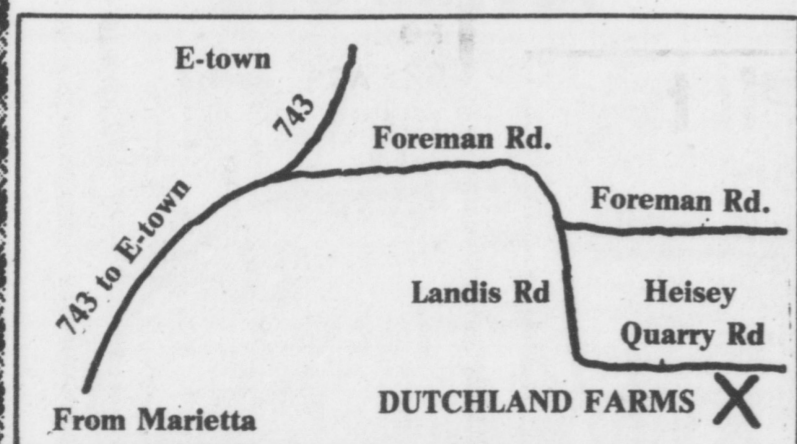 E-town
743
Foreman Rd.
743 to E-town
Foreman Rd.
Landis Rd
Heisey
Quarry Rd
DUTCHLAND FARMS X
From Marietta